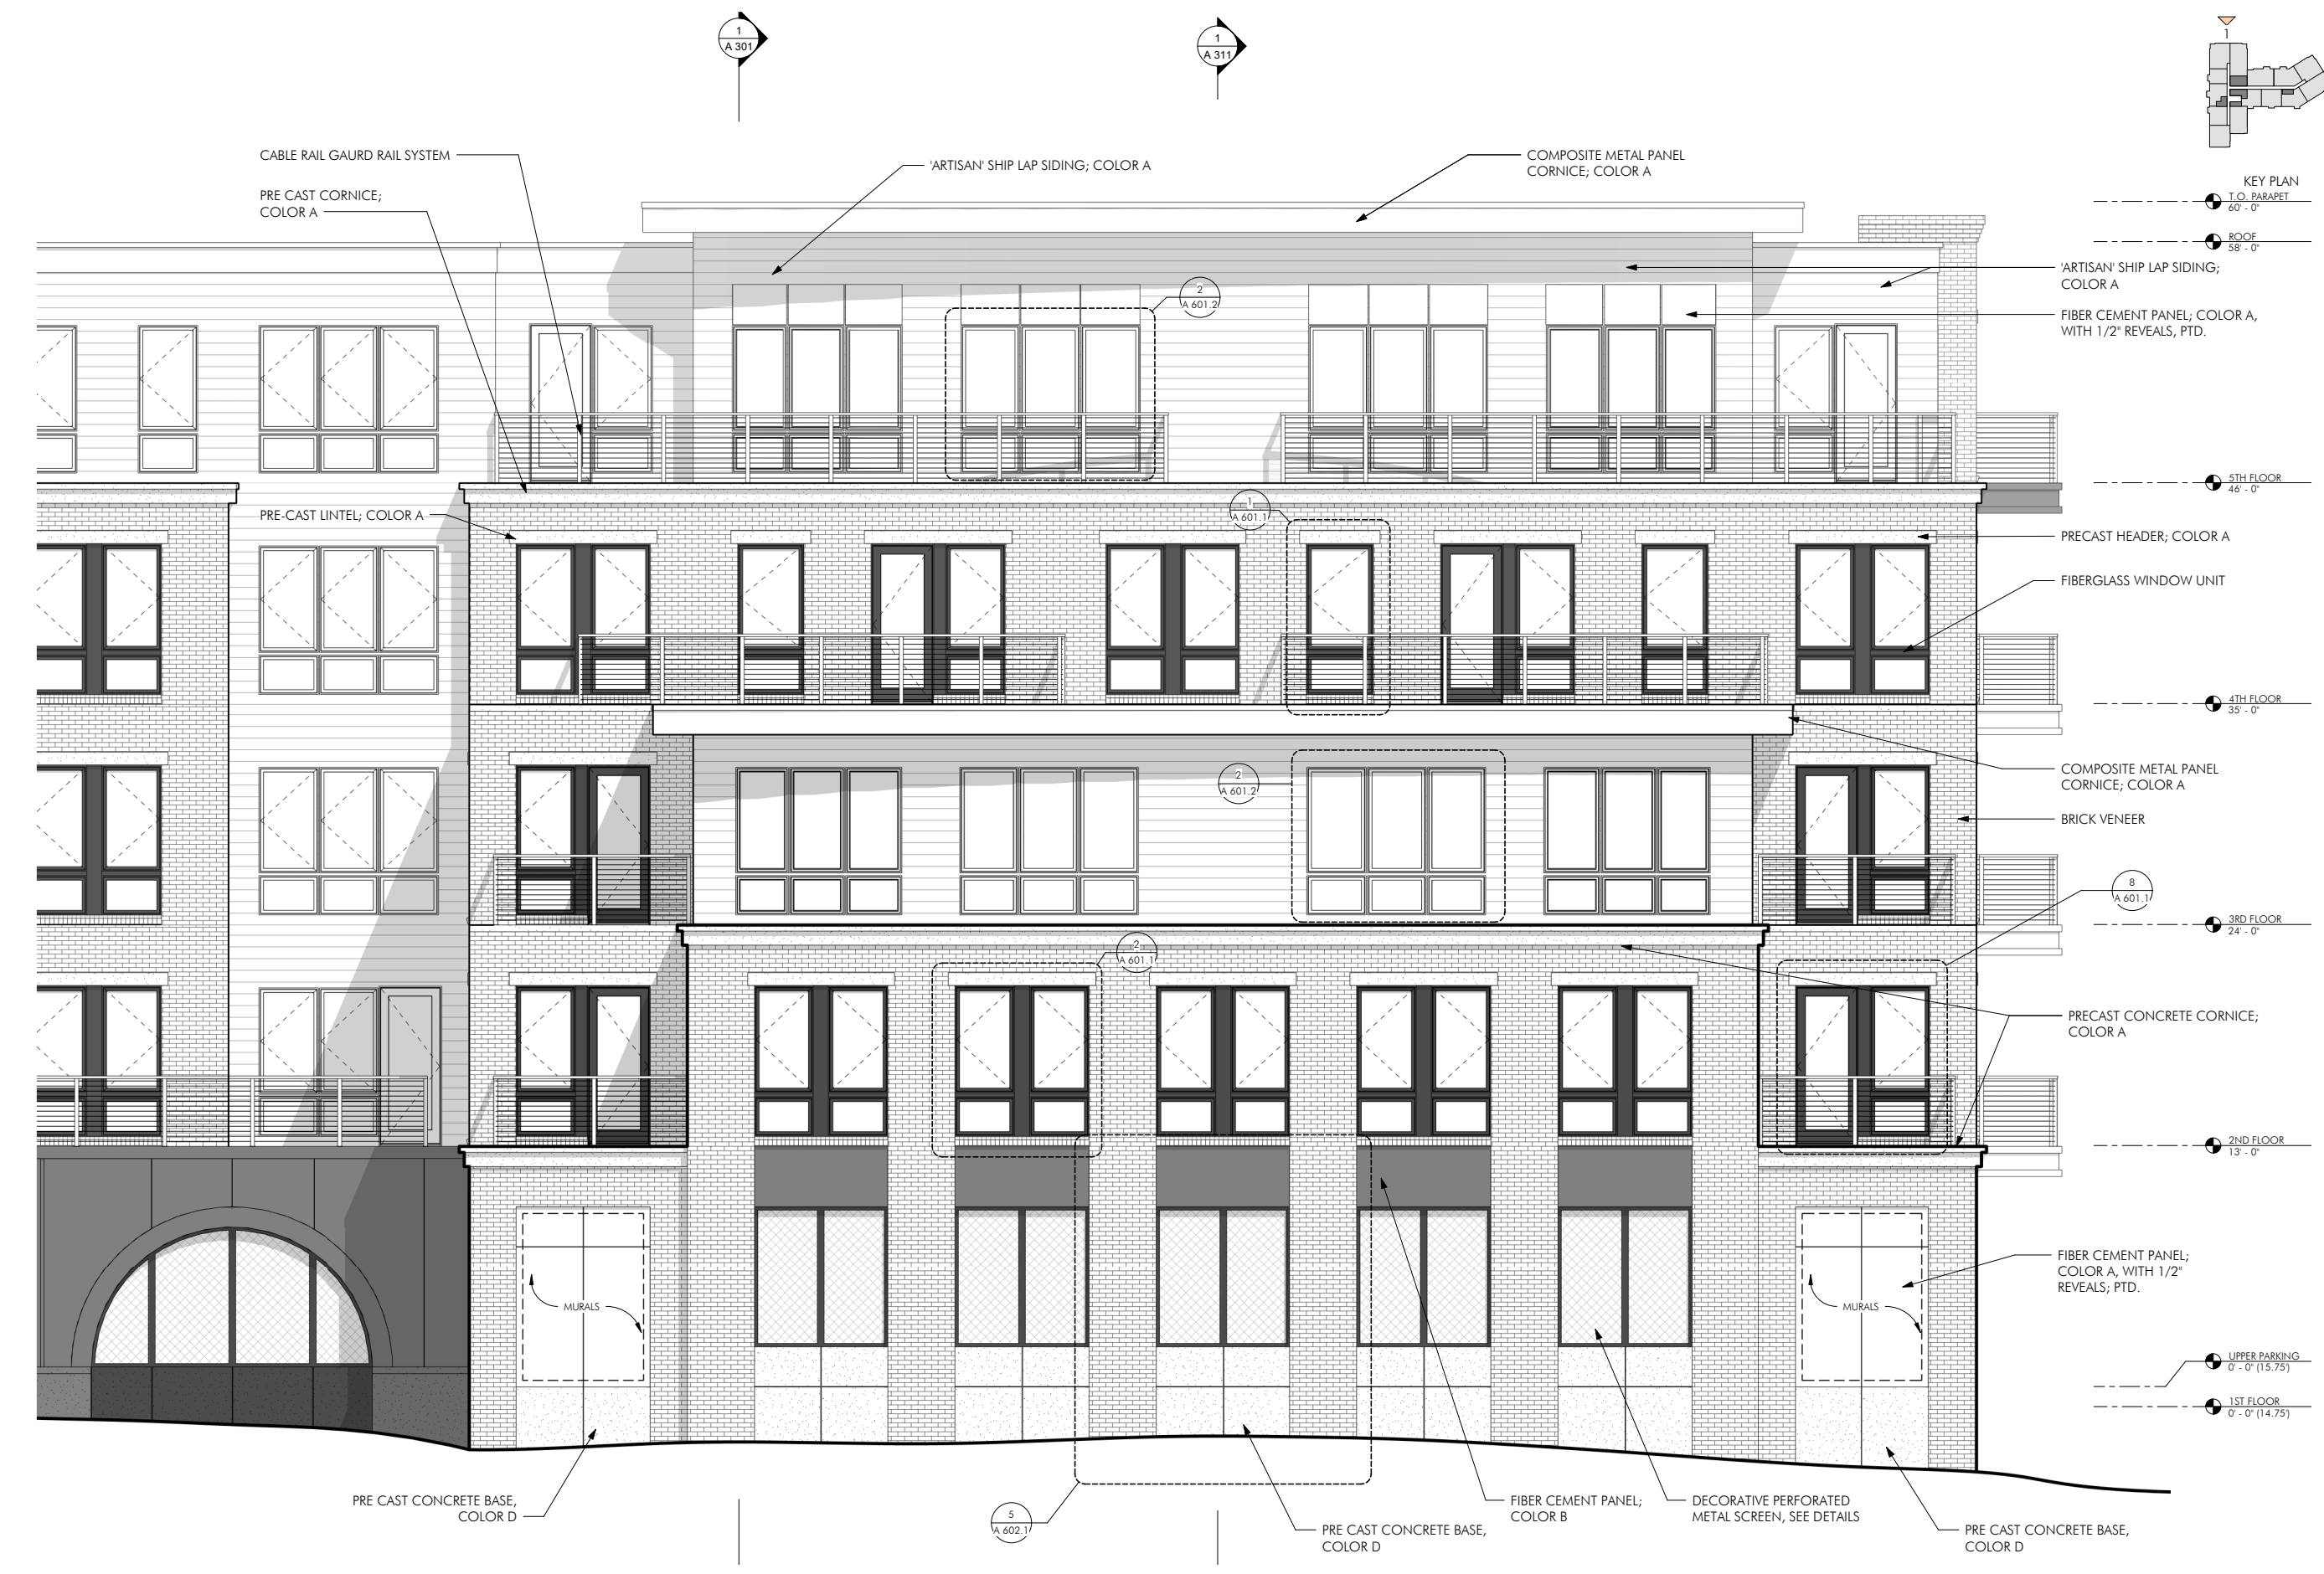 1
A 301
1
A 311
1
KEY PLAN
CABLE RAIL GAURD RAIL SYSTEM
PRE CAST CORNICE;
COLOR A
'ARTISAN' SHIP LAP SIDING; COLOR A
COMPOSITE METAL PANEL
CORNICE; COLOR A
T.O. PARAPET
60' - 0"
ROOF
58' - 0"
'ARTISAN' SHIP LAP SIDING;
COLOR A
2
A 601.2
FIBER CEMENT PANEL; COLOR A,
WITH 1/2" REVEALS, PTD.
5TH FLOOR
46' - 0"
PRE-CAST LINTEL; COLOR A
1
A 601.1
PRECAST HEADER; COLOR A
FIBERGLASS WINDOW UNIT
4TH FLOOR
35' - 0"
2
A 601.2
COMPOSITE METAL PANEL
CORNICE; COLOR A
BRICK VENEER
8
A 601.1
3RD FLOOR
24' - 0"
2
A 601.1
PRECAST CONCRETE CORNICE;
COLOR A
2ND FLOOR
13' - 0"
MURALS
MURALS
FIBER CEMENT PANEL;
COLOR A, WITH 1/2"
REVEALS; PTD.
UPPER PARKING
0' - 0" (15.75')
1ST FLOOR
0' - 0" (14.75')
PRE CAST CONCRETE BASE,
COLOR D
5
A 602.1
PRE CAST CONCRETE BASE,
COLOR D
FIBER CEMENT PANEL;
COLOR B
DECORATIVE PERFORATED
METAL SCREEN, SEE DETAILS
PRE CAST CONCRETE BASE,
COLOR D